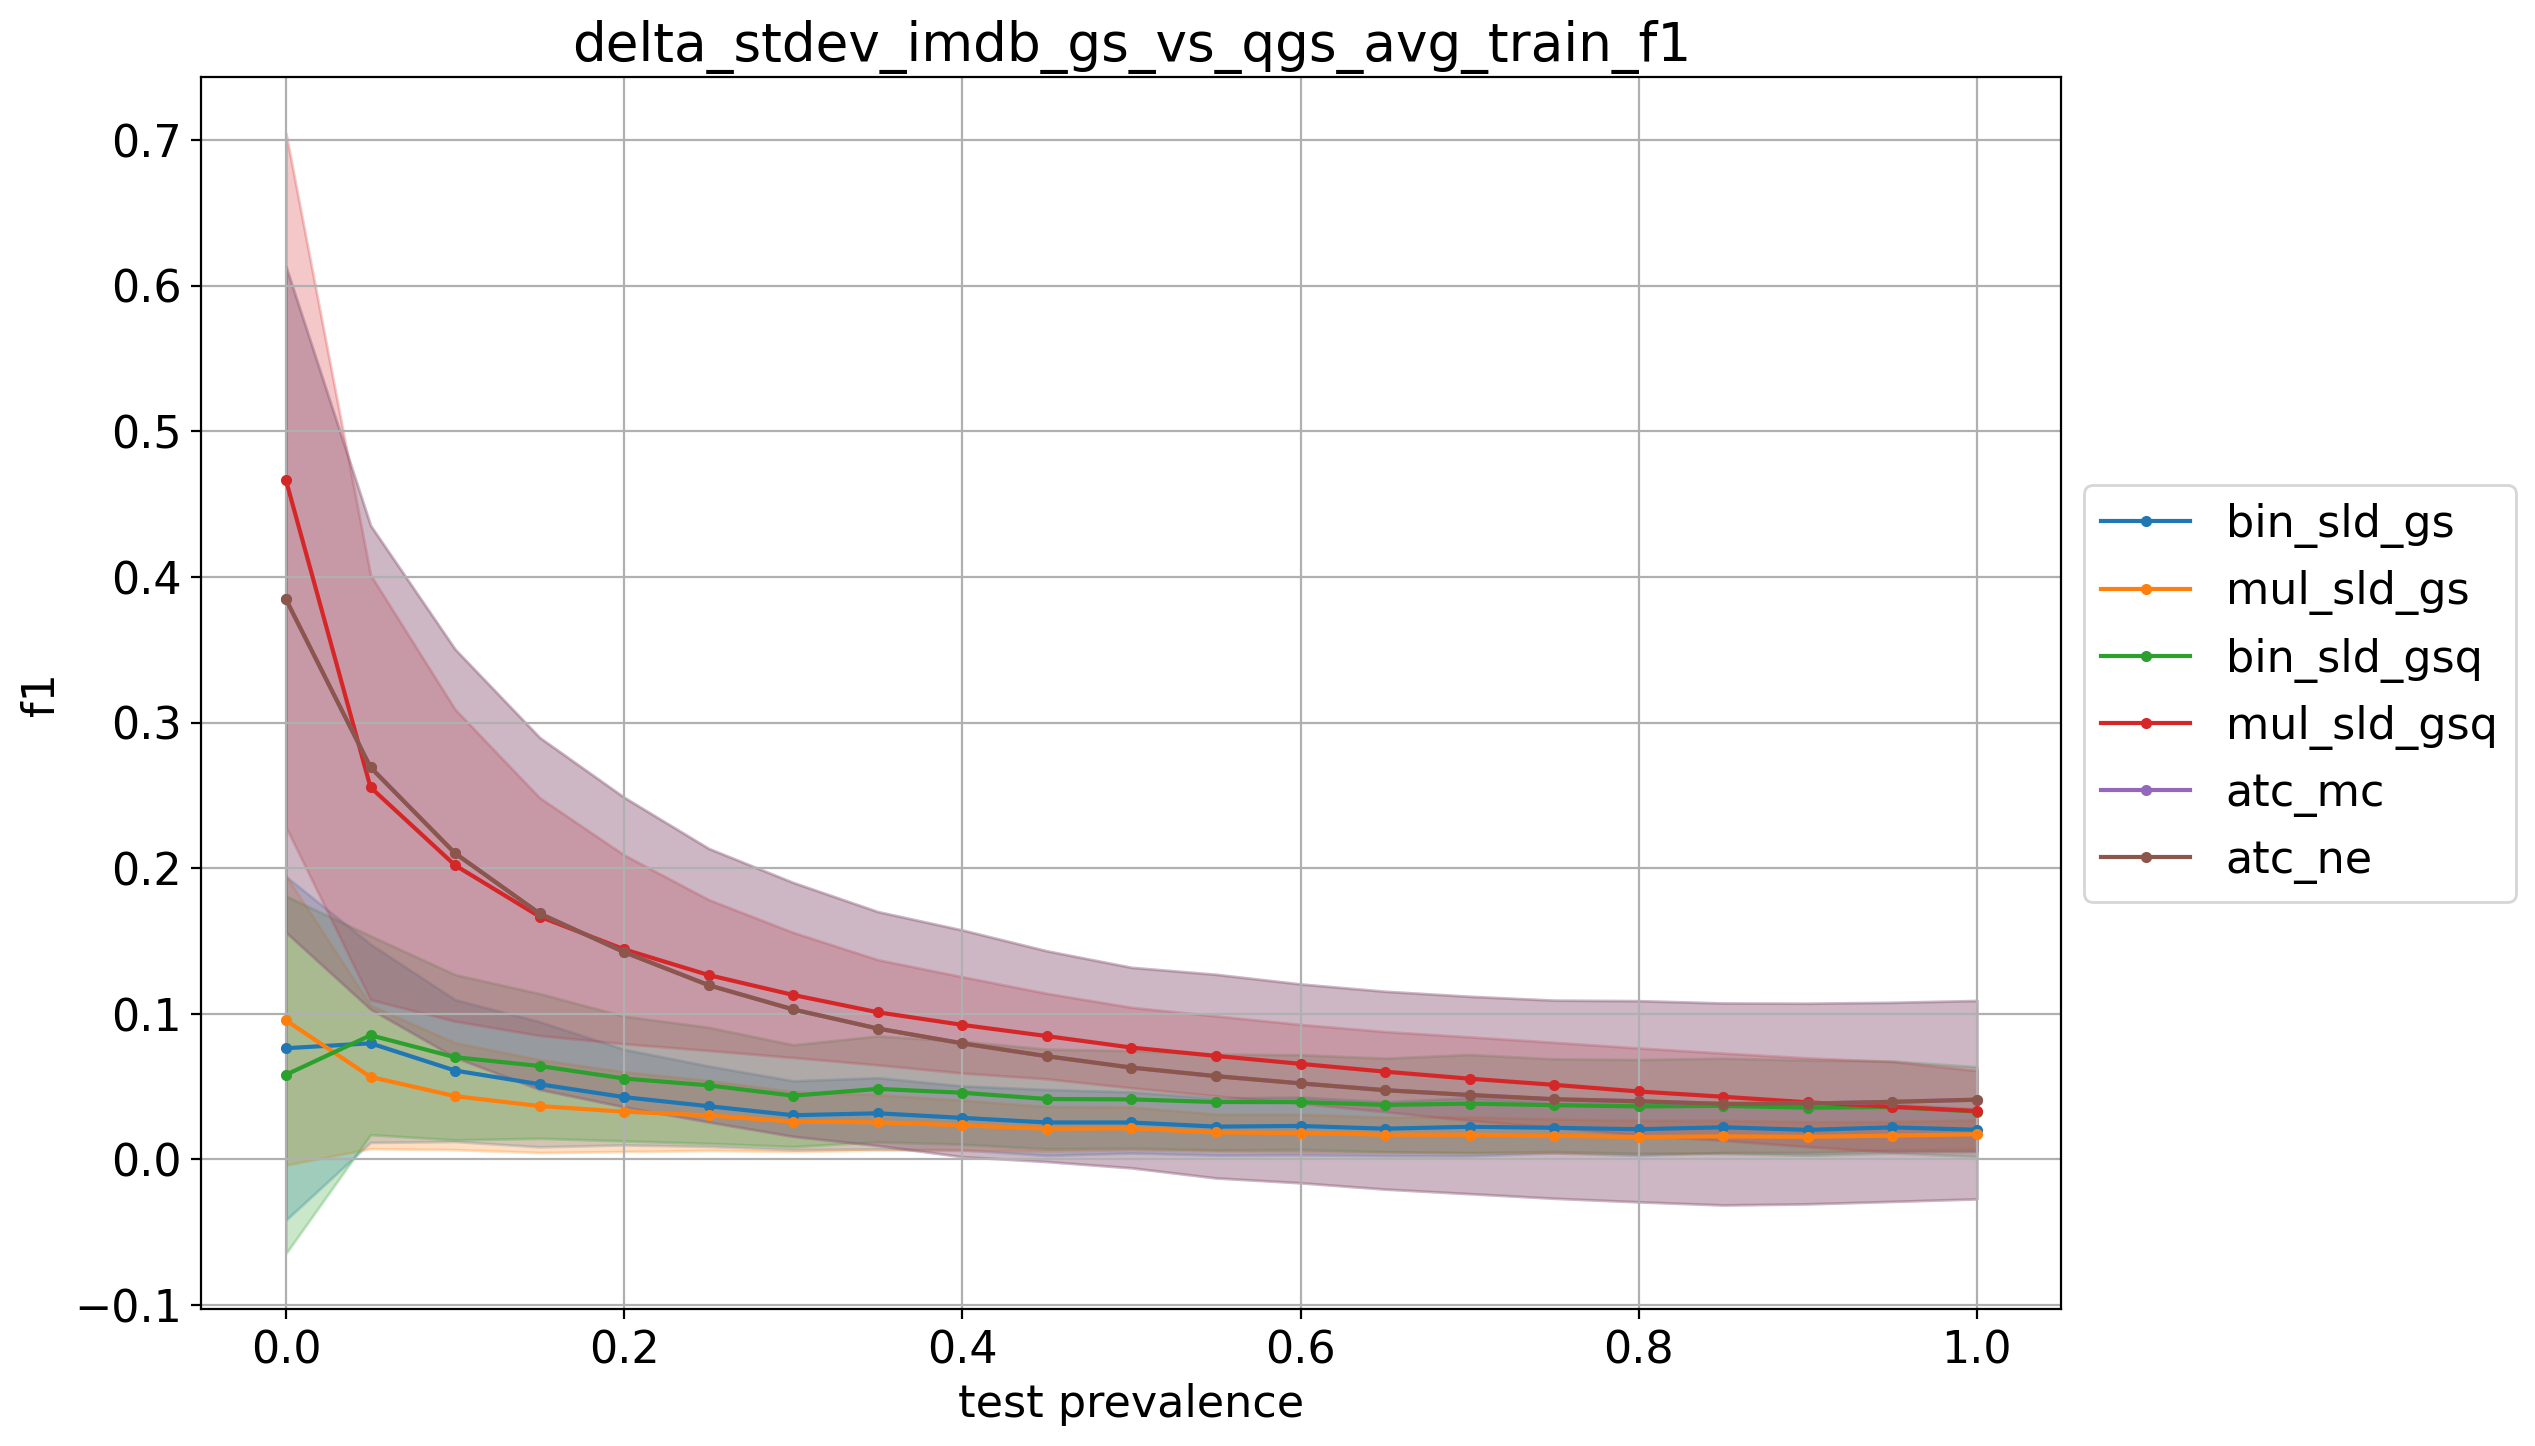 delta_stdev_imdb_gs_vs_qgs_avg_train_f1
f1
0.7
0.6
0.5
0.4
0.3
0.2
0.1
0.0
−0.1
0.0 0.2 0.4 0.6 0.8 1.0
test prevalence
bin_sld_gs
mul_sld_gs
bin_sld_gsq
mul_sld_gsq
atc_mc
atc_ne